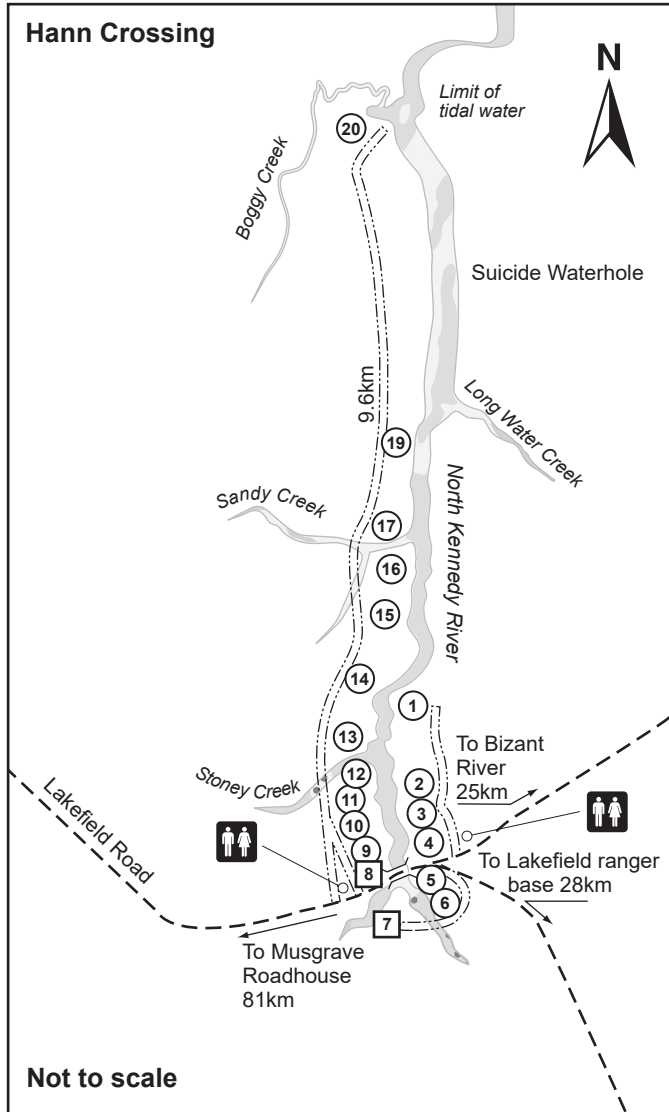 Hann Crossing
N
Limit of
tidal water
20
Boggy Creek
Suicide Waterhole
9.6km
Long Water Creek
19
Sandy Creek
17
North Kennedy River
16
15
14
1
13
To Bizant
River
25km
Stoney Creek
12
2
11
3
Lakefield Road
10
4
9
8
5
To Lakefield ranger
base 28km
6
7
To Musgrave
Roadhouse
81km
Not to scale